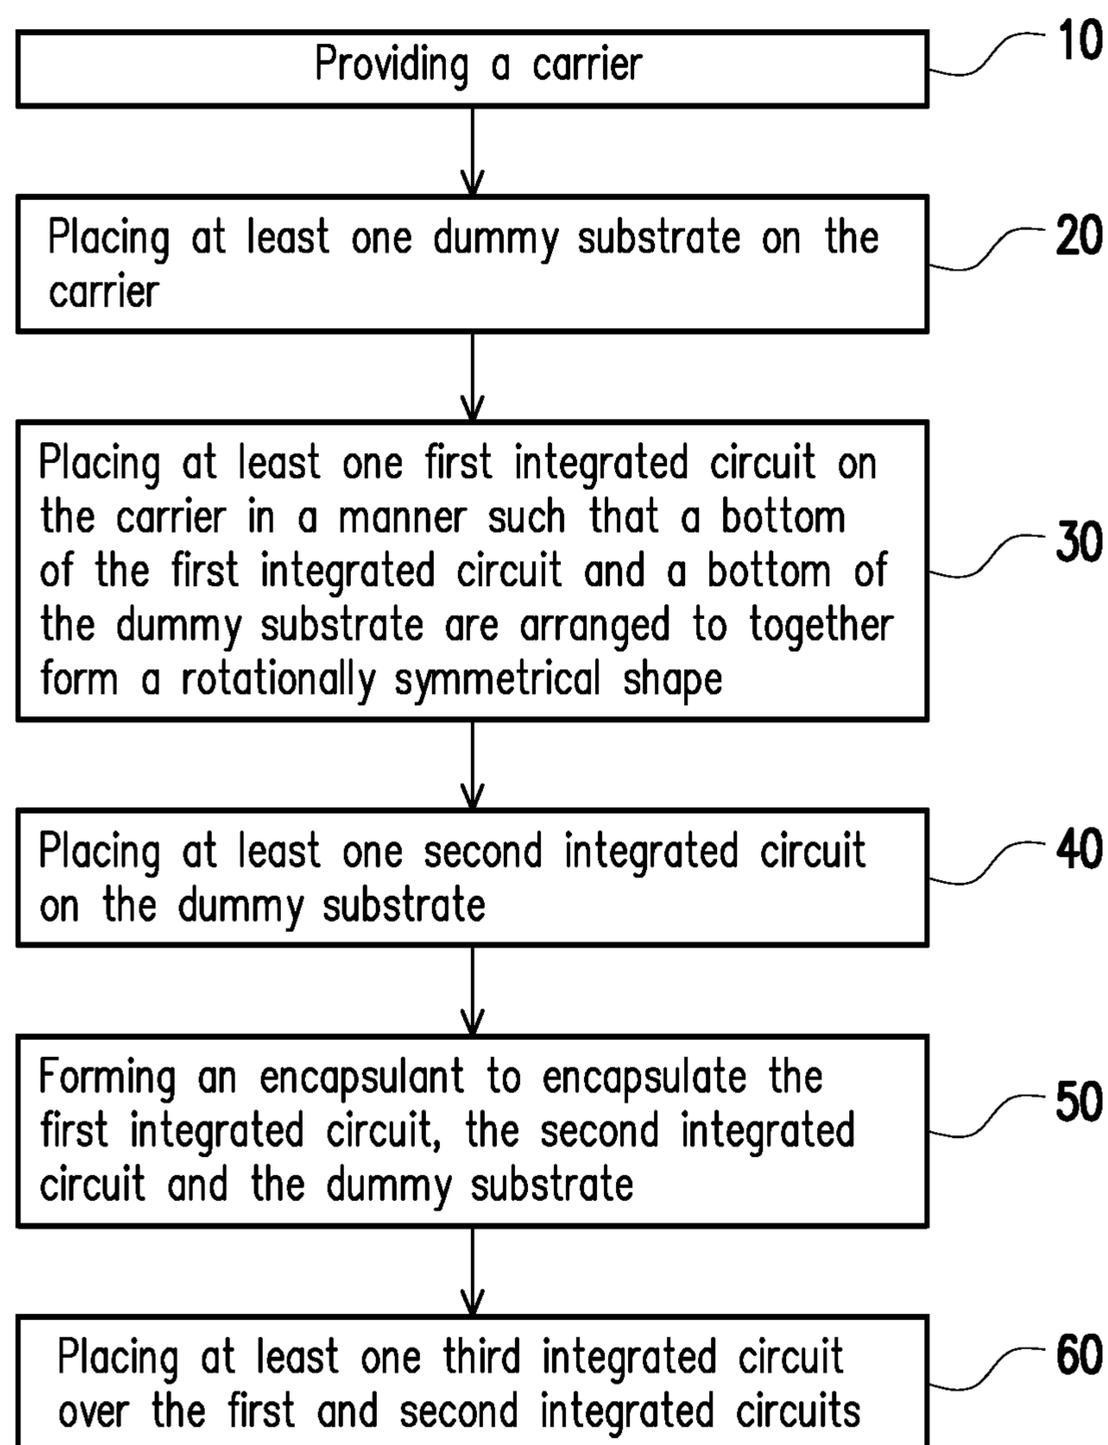 Providing a carrier
10
Placing at least one dummy substrate on the
carrier
20
Placing at least one first integrated circuit on
the carrier in a manner such that a bottom
of the first integrated circuit and a bottom of
the dummy substrate are arranged to together
form a rotationally symmetrical shape
30
Placing at least one second integrated circuit
on the dummy substrate
40
Forming an encapsulant to encapsulate the
first integrated circuit, the second integrated
circuit and the dummy substrate
50
Placing at least one third integrated circuit
over the first and second integrated circuits
60